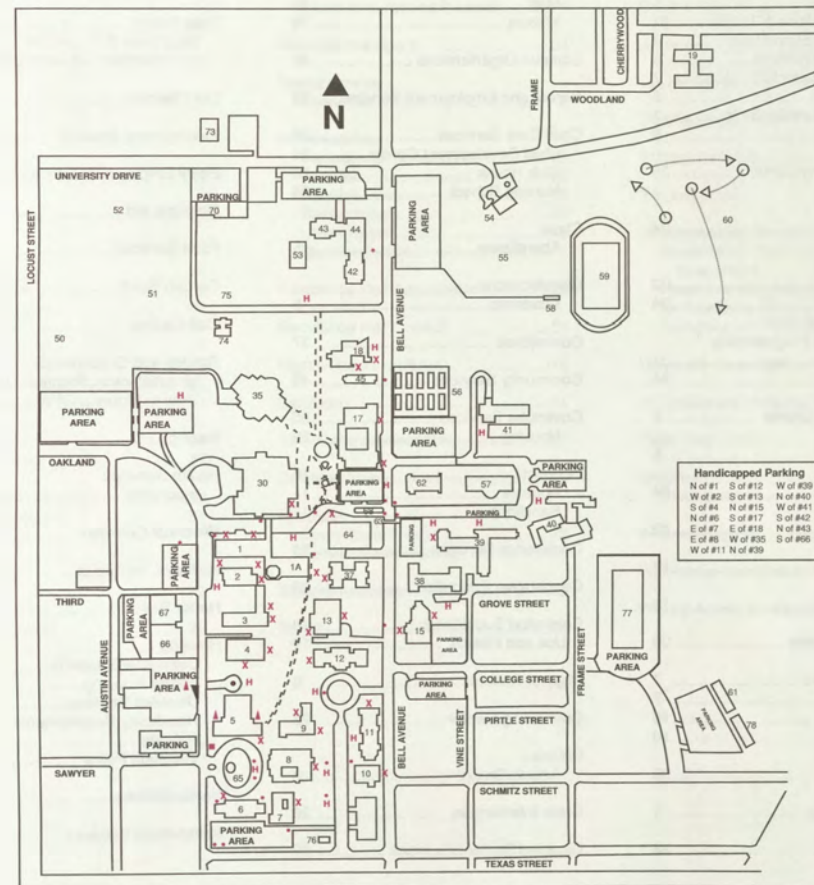 CHERRYWOOD
19
FRAME
WOODLAND
N
73
UNIVERSITY DRIVE
PARKING
AREA
PARKING
70
52
LOCUST STREET
43
44
53
42
PARKING
AREA
54
55
60
59
58
51
75
H
74
50
BELL AVENUE
18
X
X
45
35
H
PARKING
AREA
PARKING
AREA
17
X
56
PARKING
AREA
H
41
OAKLAND
30
X
PARKING
AREA
X
62
57
PARKING
AREA
H
Handicapped Parking
N of #1 S of #12 W of #39
W of #2 S of #13 N of #40
S of #4 N of #15 W of #41
N of #6 S of #17 S of #42
E of #7 E of #18 N of #43
E of #8 W of #35 S of #66
W of #11 N of #39
PARKING
X
X
X
H
H
H
1
64
PARKING
39
40
H
PARKING
AREA
X
X
2
1A
X
37
X
38
H
THIRD
PARKING
AREA
67
66
3
X
X
13
X
15
H
X
PARKING
AREA
GROVE STREET
77
PARKING
AREA
AUSTIN AVENUE
PARKING
AREA
4
X
X
12
X
H
H
COLLEGE STREET
PARKING
AREA
FRAME STREET
61
78
PARKING
AREA
5
X
9
X
11
H
X
BELL AVENUE
VINE STREET
PIRTLE STREET
PARKING
SAWYER
65
H
H
8
X
H
H
10
X
SCHMITZ STREET
6
7
X
X
PARKING
AREA
76
TEXAS STREET